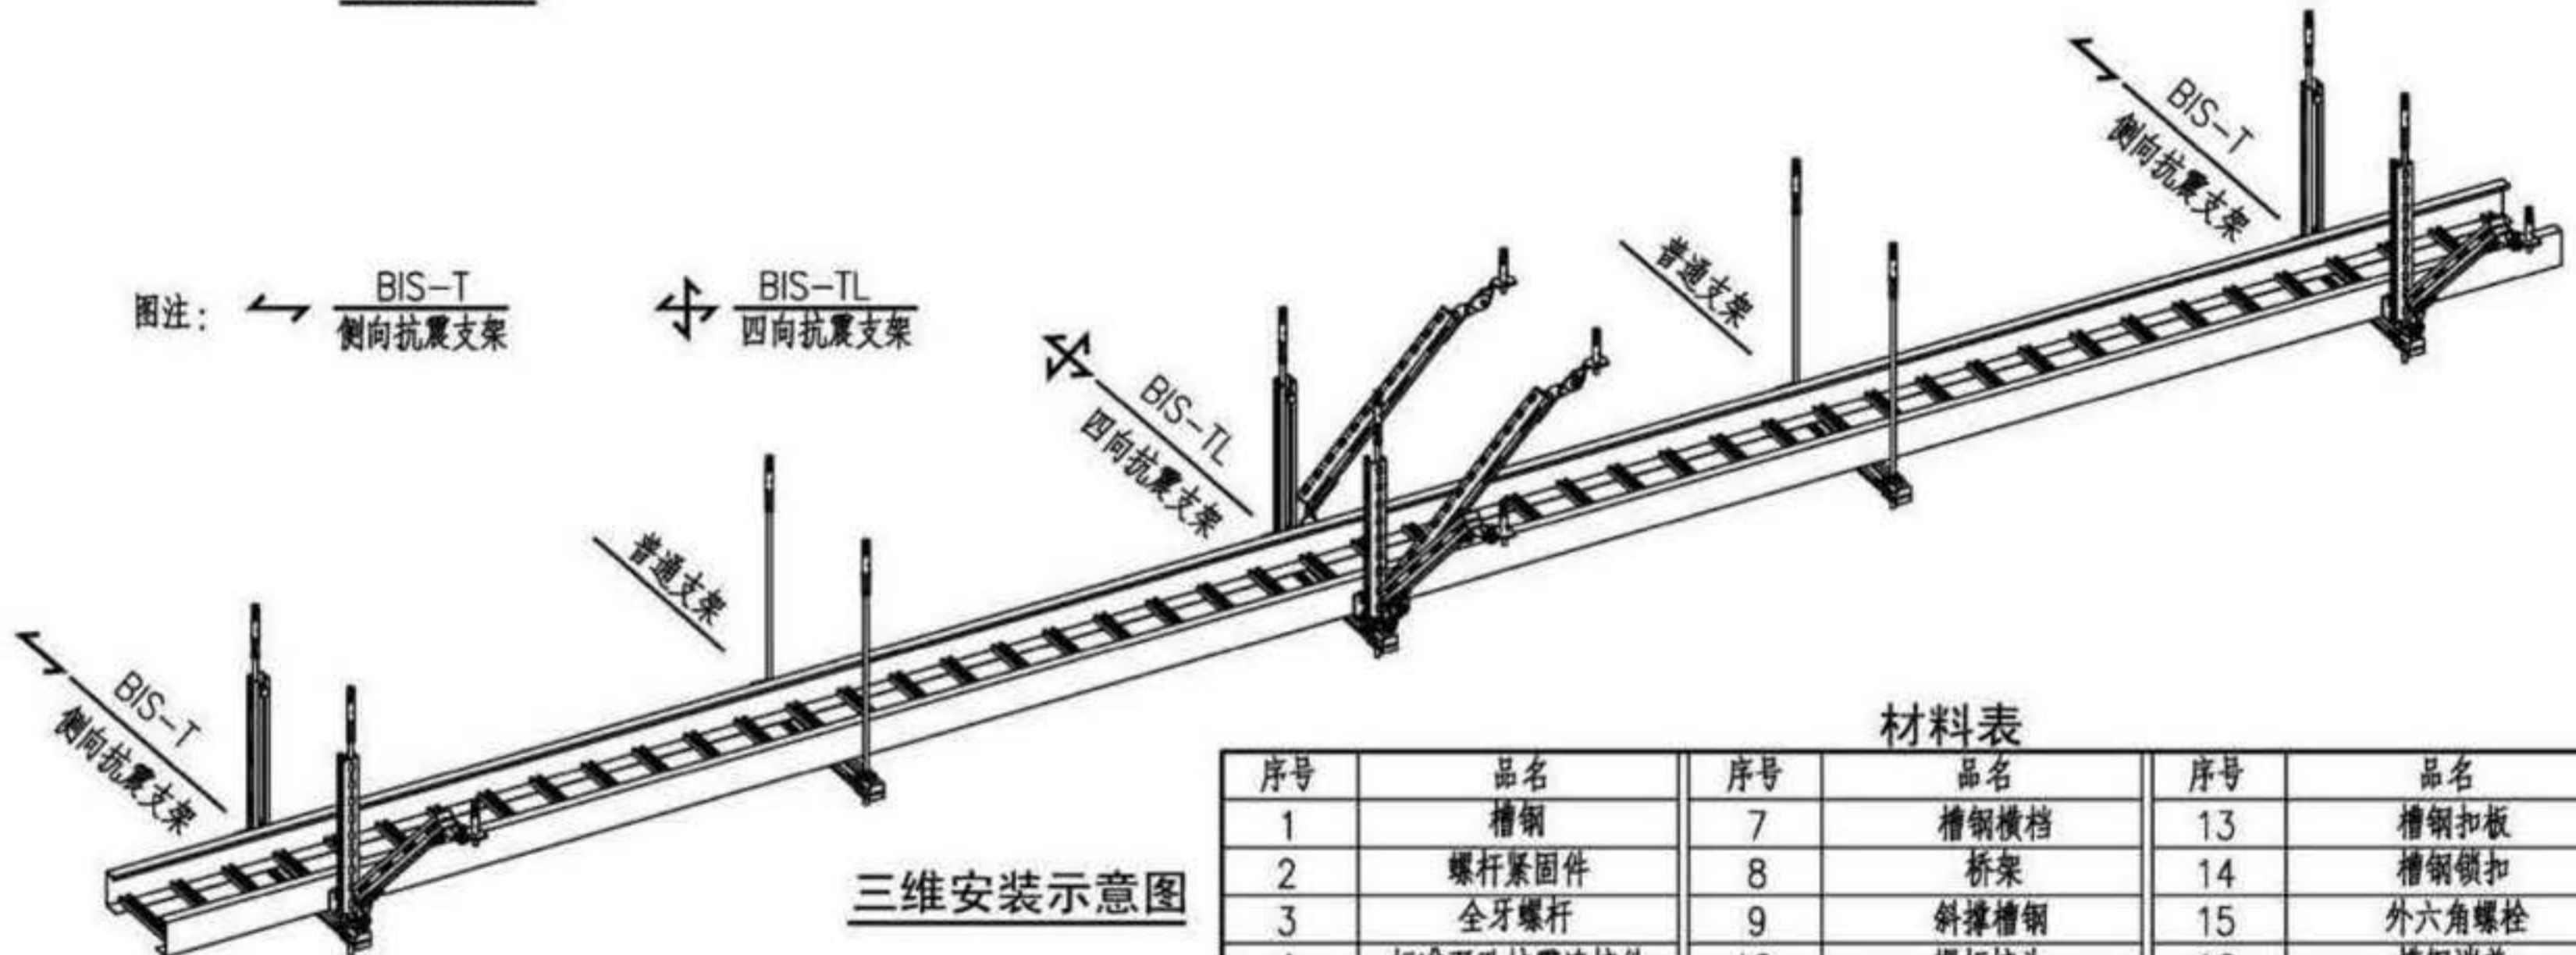 BIS-T
侧向抗震支架
普通支架
图注:
BIS-T
侧向抗震支架
BIS-TL
四向抗震支架
BIS-TL
四向抗震支架
普通支架
BIS-T
侧向抗震支架
三维安装示意图
材料表
序号 品名 序号 品名 序号 品名
1 槽钢 7 槽钢横档 13 槽钢扣板
2 螺杆紧固件 8 桥架 14 槽钢锁扣
3 全牙螺杆 9 斜撑槽钢 15 外六角螺栓